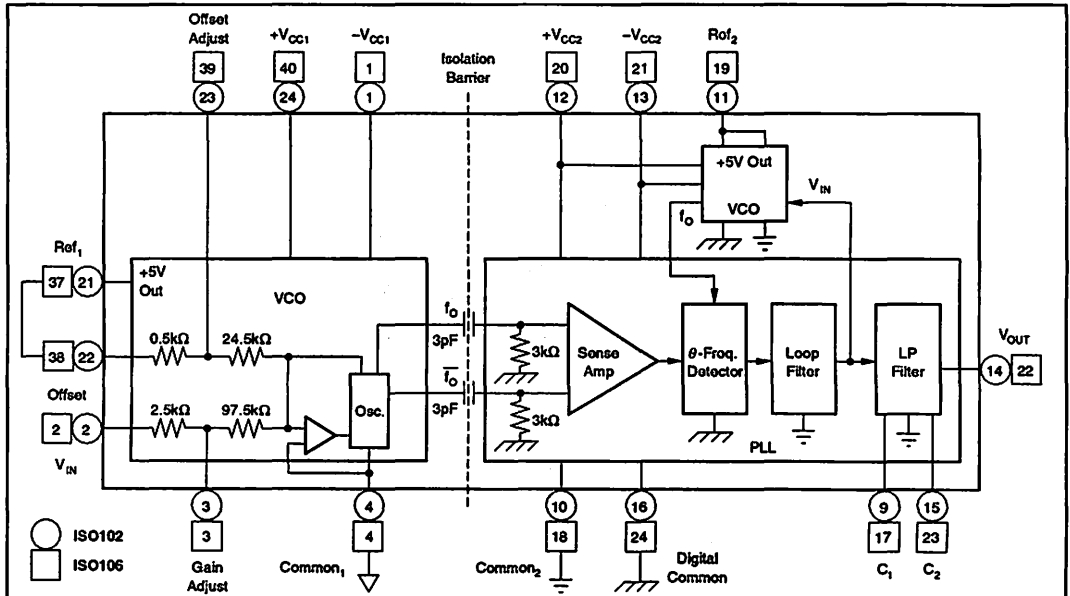 Offset
Adjust
+VCC1
−VCC1
Isolation
Barrier
+VCC2
−VCC2
Ref2
39
40
1
20
21
19
23
24
1
12
13
11
+5V Out
VCO
VIN
fO
Ref1
37
21
+5V
Out
VCO
38
22
0.5kΩ
24.5kΩ
Offset
2
2
VIN
2.5kΩ
97.5kΩ
Osc.
fO
3pF
f̅O̅
3pF
3kΩ
3kΩ
Sense
Amp
θ-Freq.
Detector
Loop
Filter
LP
Filter
PLL
VOUT
14
22
3
4
10
16
9
15
3
4
18
24
17
23
Gain
Adjust
Common1
Common2
Digital
Common
C1
C2
ISO102
ISO106